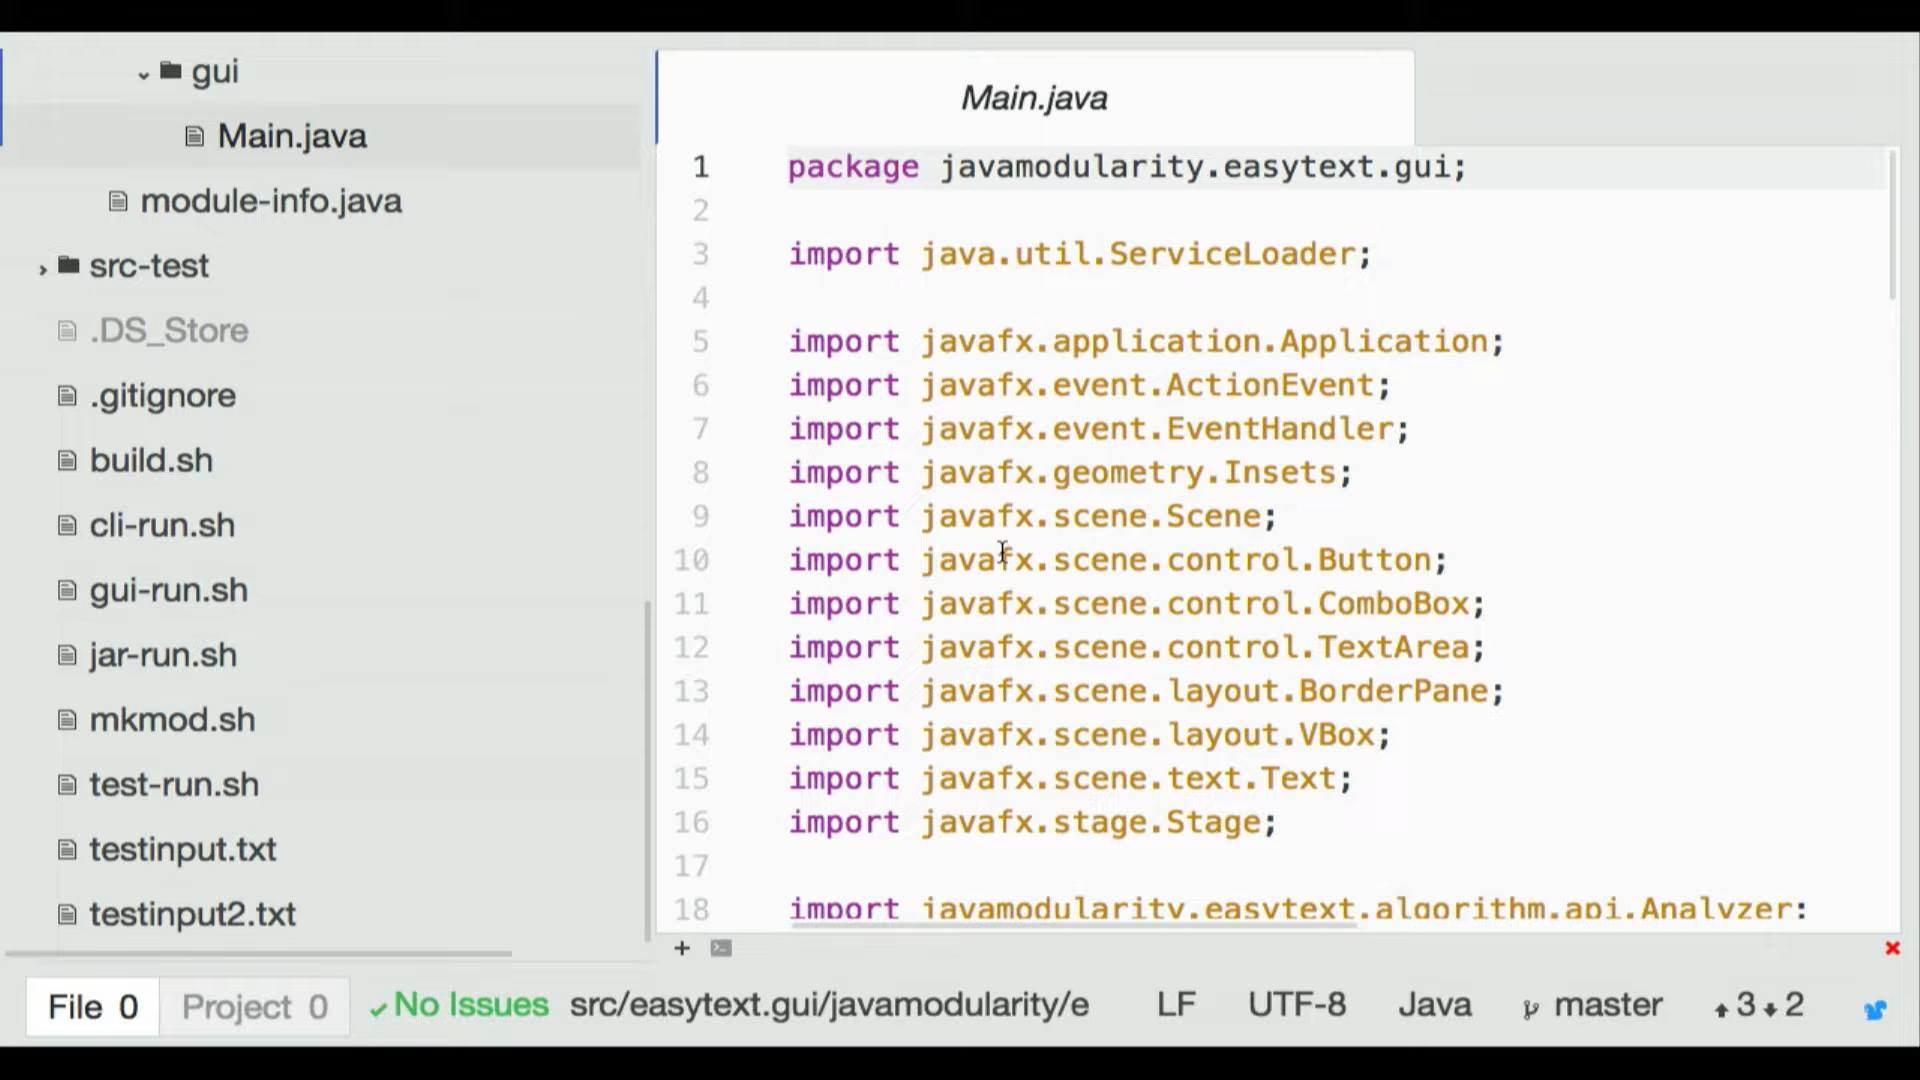 gui
Main.java
module-info.java
src-test
.DS_Store
.gitignore
build.sh
cli-run.sh
gui-run.sh
jar-run.sh
mkmod.sh
test-run.sh
testinput.txt
testinput2.txt
Main.java
1 package javamodularity.easytext.gui;
2
3 import java.util.ServiceLoader;
4
5 import javafx.application.Application;
6 import javafx.event.ActionEvent;
7 import javafx.event.EventHandler;
8 import javafx.geometry.Insets;
9 import javafx.scene.Scene;
10 import javafx.scene.control.Button;
11 import javafx.scene.control.ComboBox;
12 import javafx.scene.control.TextArea;
13 import javafx.scene.layout.BorderPane;
14 import javafx.scene.layout.VBox;
15 import javafx.scene.text.Text;
16 import javafx.stage.Stage;
17
18 import javamodularity.easytext.algorithm.api.Analyzer;
File 0 Project 0 No Issues src/easytext.gui/javamodularity/e LF UTF-8 Java master 3 2